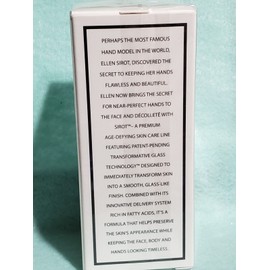 PERHAPS THE MOST FAMOUS
HAND MODEL IN THE WORLD,
ELLEN SIROT, DISCOVERED THE
SECRET TO KEEPING HER HANDS
FLAWLESS AND BEAUTIFUL.
ELLEN NOW BRINGS THE SECRET
FOR NEAR-PERFECT HANDS TO
THE FACE AND DÉCOLLETÉ WITH
SIROT™- A PREMIUM
AGE-DEFYING SKIN-CARE LINE
FEATURING PATENT-PENDING
TRANSFORMATIVE GLASS
TECHNOLOGY™ DESIGNED TO
IMMEDIATELY TRANSFORM SKIN
INTO A SMOOTH, GLASS-LIKE
FINISH. COMBINED WITH IT'S
INNOVATIVE DELIVERY SYSTEM
RICH IN FATTY ACIDS, IT'S A
FORMULA THAT HELPS PRESERVE
THE SKIN'S APPEARANCE WHILE
KEEPING THE FACE, BODY AND
HANDS LOOKING TIMELESS.